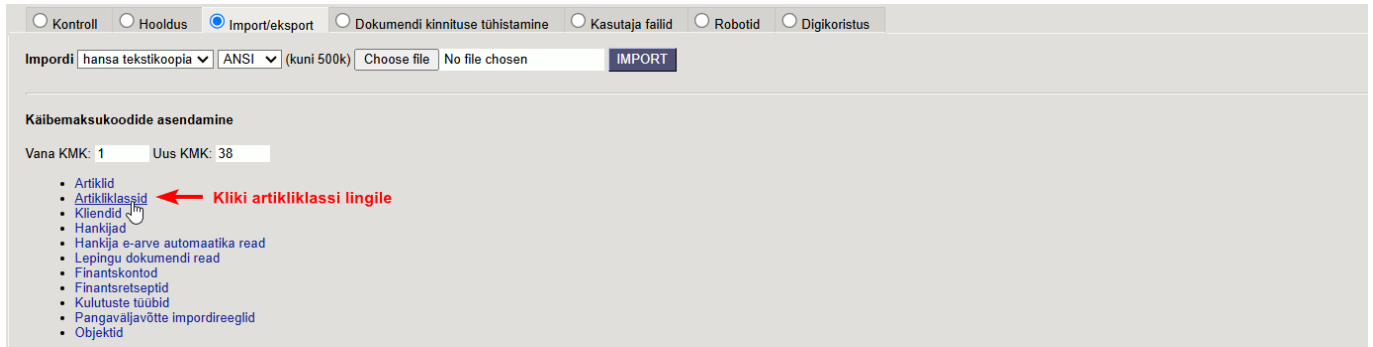 Kontroll Hooldus Import/eksport Dokumendi kinnituse tühistamine Kasutaja failid Robotid Digikoristus
Impordi hansa tekstikoopia ANSI (kuni 500k) Choose file No file chosen IMPORT
Käibemaksukoodide asendamine
Vana KMK: 1 Uus KMK: 38
Artiklid
Artikliklassid Kliki artikliklassi lingile
Kliendid
Hankijad
Hankija e-arve automaatika read
Lepingu dokumendi read
Finantskontod
Finantsretseptid
Kulutuste tüübid
Pangaväljavõtte impordireeglid
Objektid